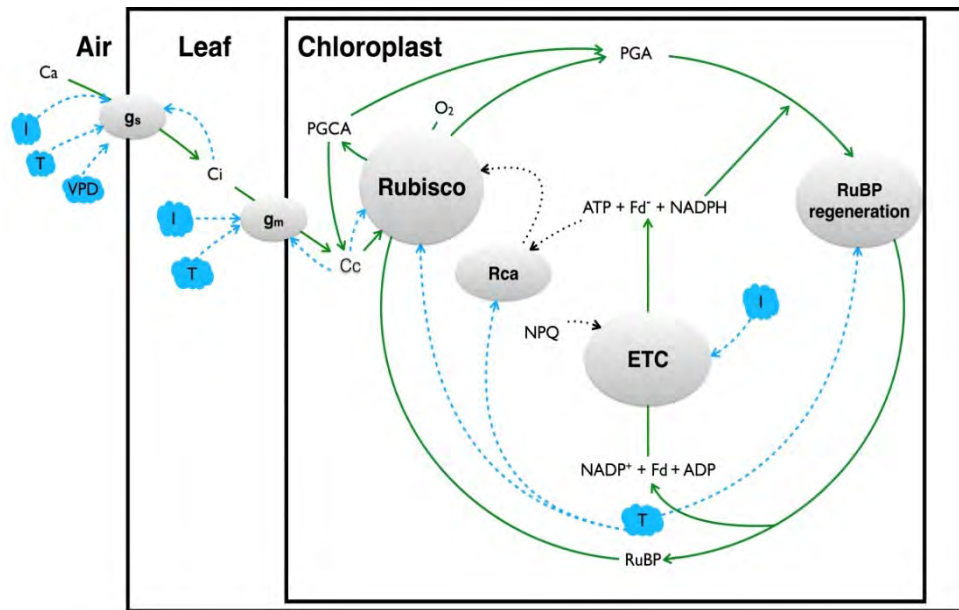 Air
Leaf
Chloroplast
Ca
gs
I
T
VPD
Ci
I
T
gm
Cc
PGCA
O2
Rubisco
PGA
RuBP
regeneration
ATP + Fd- + NADPH
Rca
NPQ
I
ETC
NADP+ + Fd + ADP
T
RuBP